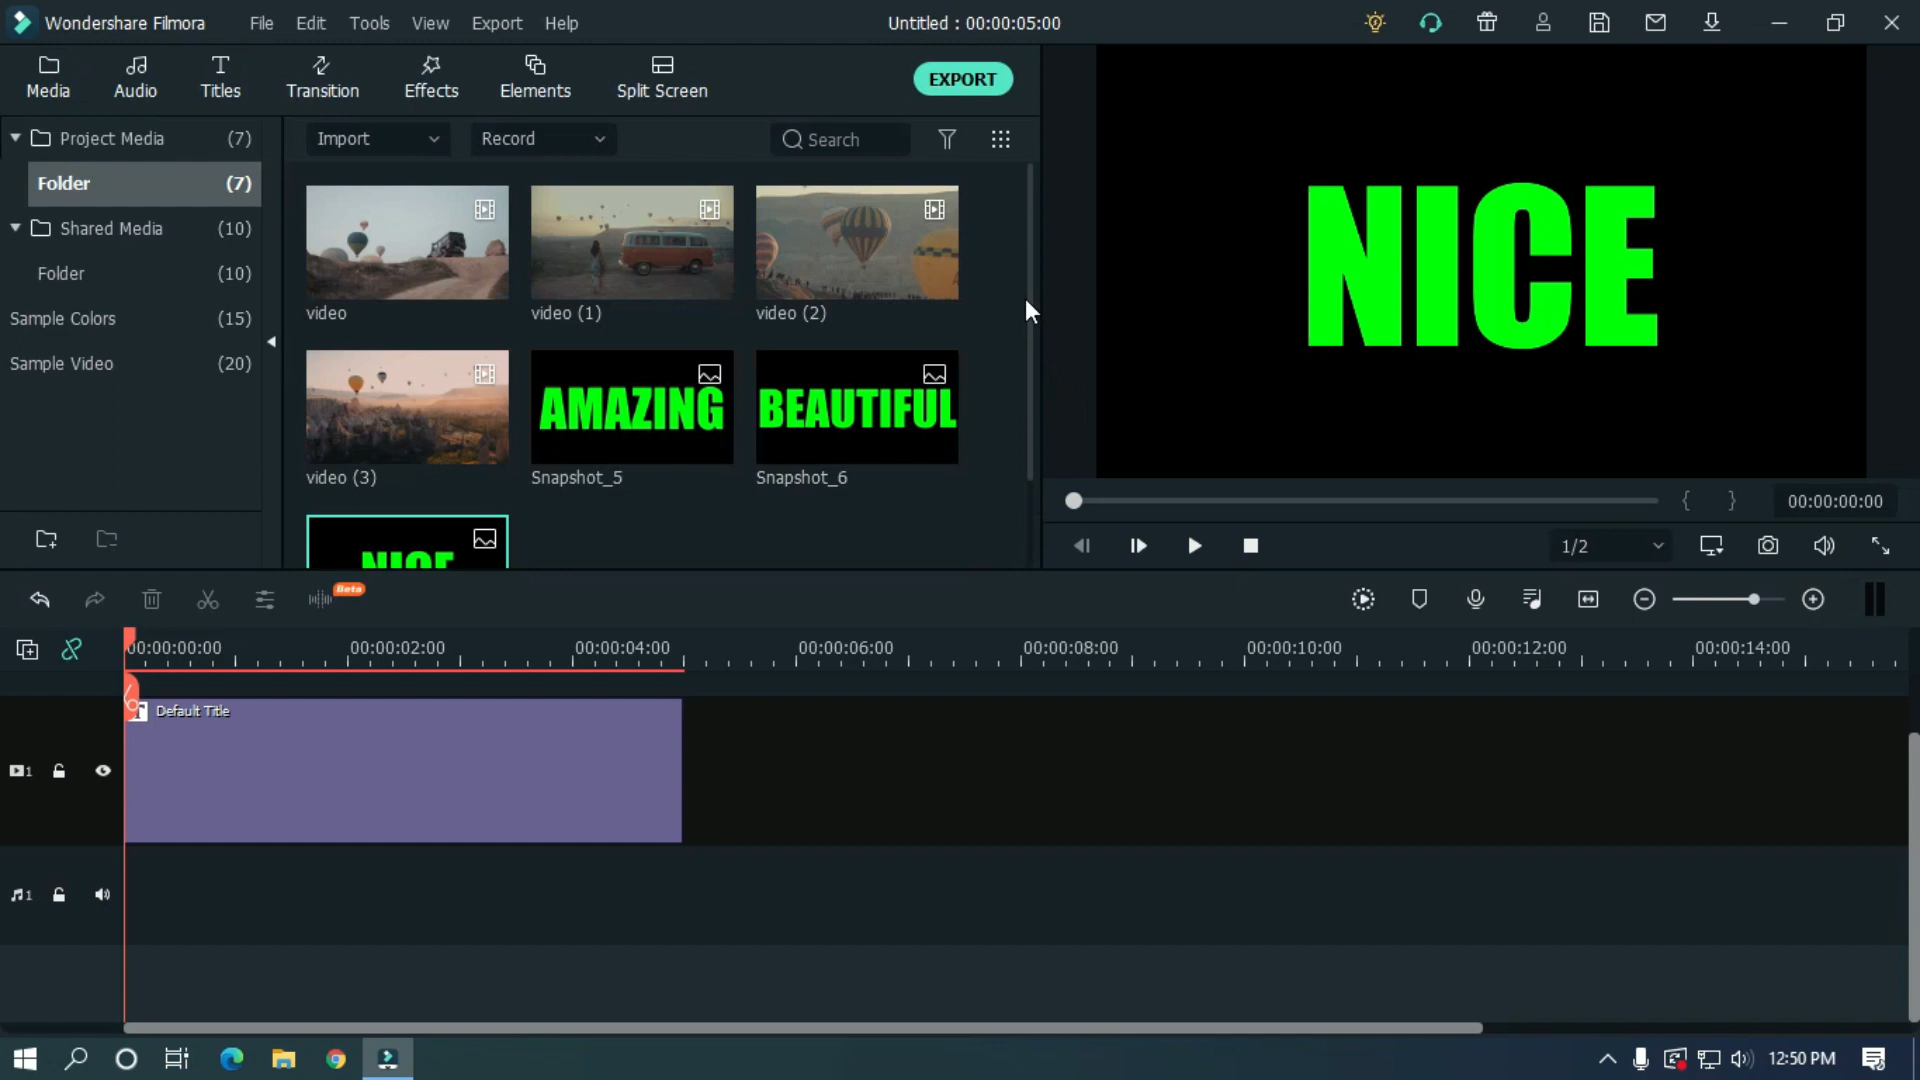 Wondershare Filmora
File Edit Tools View Export Help
Untitled : 00:00:05:00
Media Audio Titles Transition Effects Elements Split Screen
EXPORT
Project Media (7)
Folder (7)
Shared Media (10)
Folder (10)
Sample Colors (15)
Sample Video (20)
Import Record Search
video video (1) video (2)
AMAZING BEAUTIFUL
video (3) Snapshot_5 Snapshot_6
NICE
NICE
00:00:00:00
1/2
Beta
00:00:00:00 00:00:02:00 00:00:04:00 00:00:06:00 00:00:08:00 00:00:10:00 00:00:12:00 00:00:14:00
T Default Title
1
1
12:50 PM